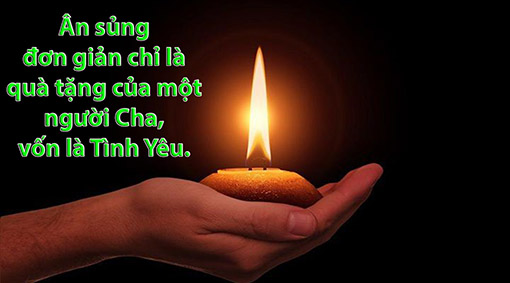 Ân sủng
đơn giản chỉ là
quà tặng của một
người Cha,
vốn là Tình Yêu.